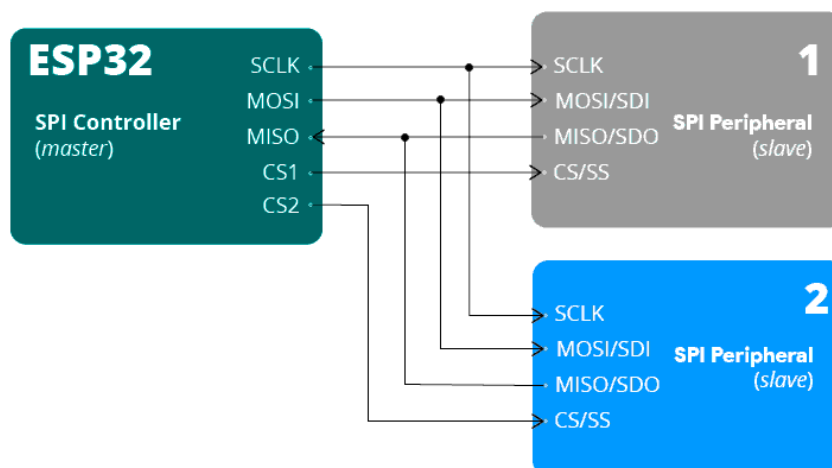 ESP32
SPI Controller
(master)
SCLK
MOSI
MISO
CS1
CS2
1
SCLK
MOSI/SDI
MISO/SDO
CS/SS
SPI Peripheral
(slave)
2
SCLK
MOSI/SDI
MISO/SDO
CS/SS
SPI Peripheral
(slave)